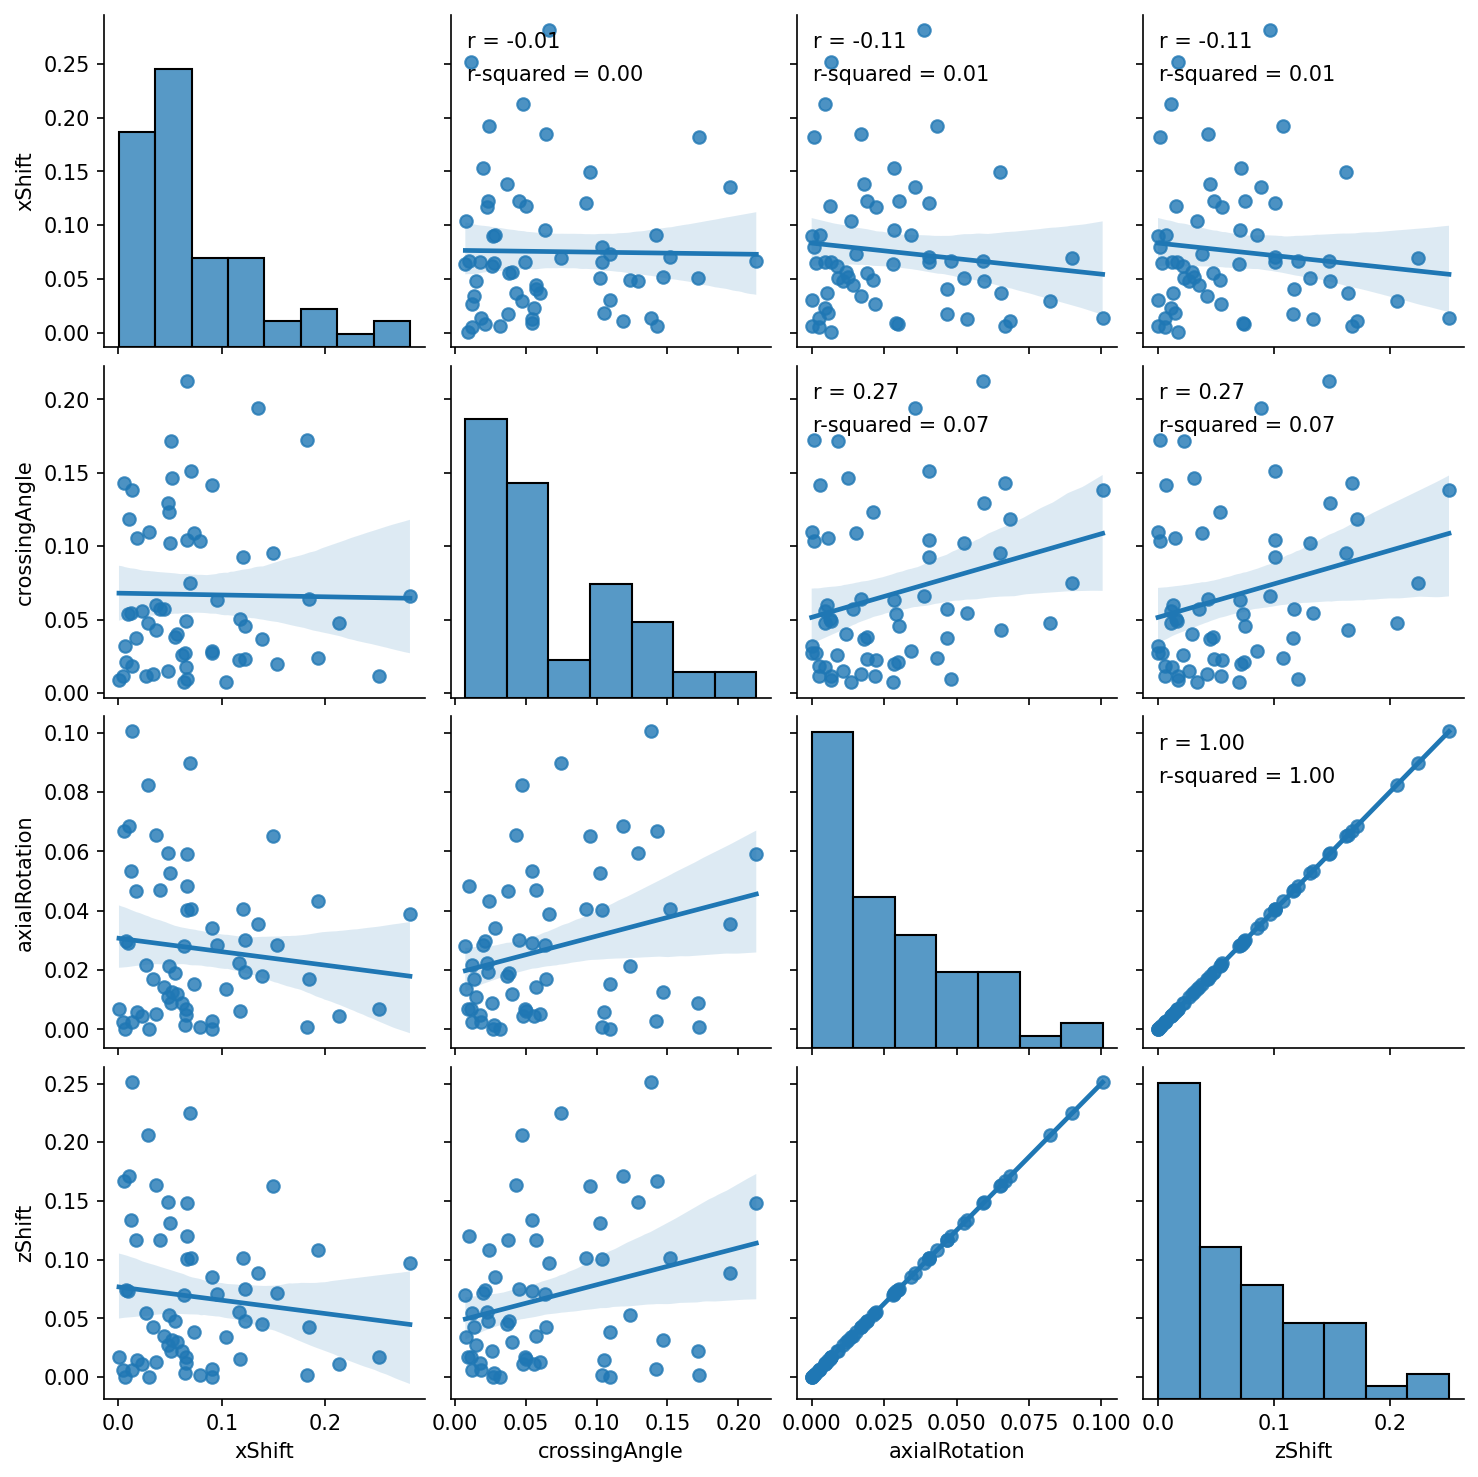 r = -0.01
r-squared = 0.00
r = -0.11
r-squared = 0.01
r = -0.11
r-squared = 0.01
0.25
0.20
0.15
0.10
0.05
0.00
xShift
r = 0.27
r-squared = 0.07
r = 0.27
r-squared = 0.07
0.20
0.15
0.10
0.05
0.00
crossingAngle
r = 1.00
r-squared = 1.00
0.10
0.08
0.06
0.04
0.02
0.00
axialRotation
0.25
0.20
0.15
0.10
0.05
0.00
zShift
0.0 0.1 0.2
xShift
0.00 0.05 0.10 0.15 0.20
crossingAngle
0.000 0.025 0.050 0.075 0.100
axialRotation
0.0 0.1 0.2
zShift